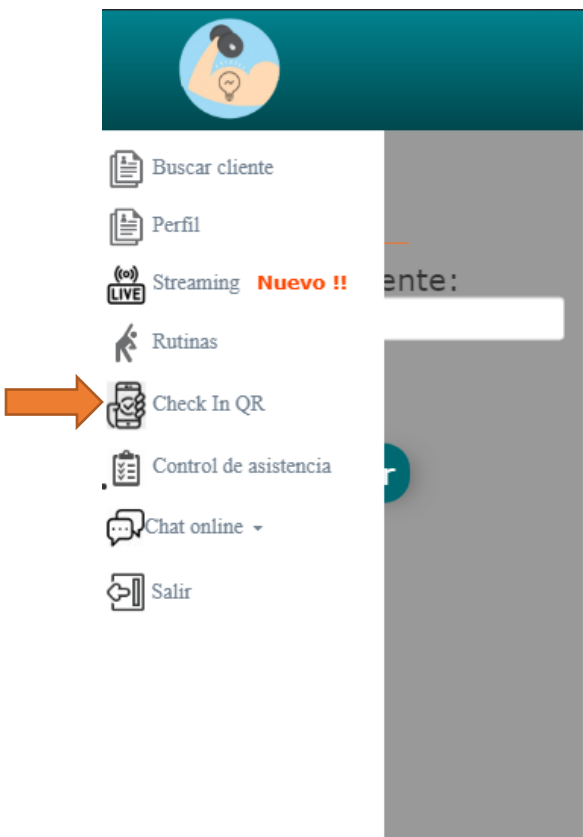 Buscar cliente
Perfil
LIVE Streaming Nuevo !!
ente:
Rutinas
Check In QR
Control de asistencia
r
Chat online
Salir